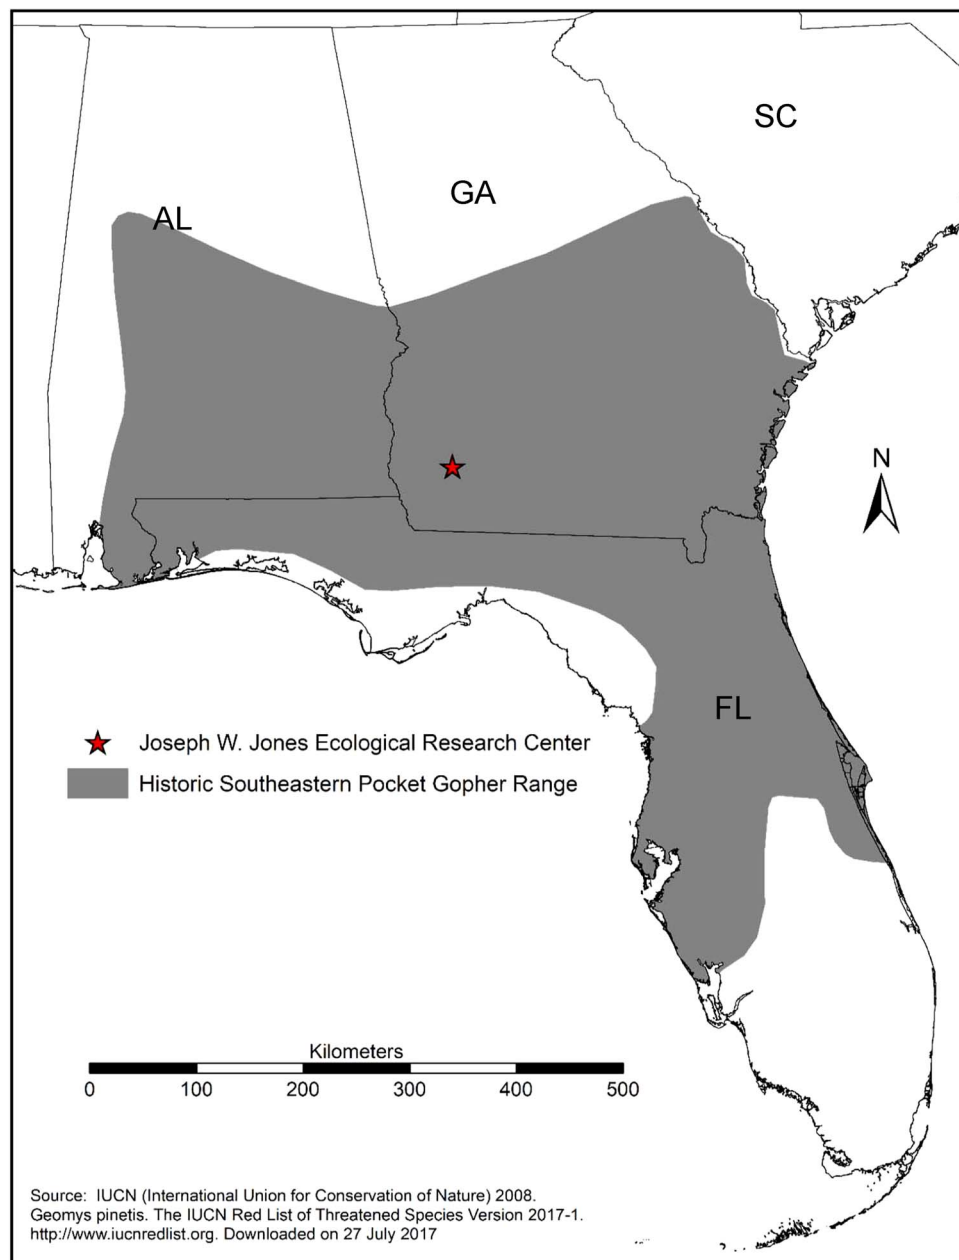 SC
GA
AL
N
FL
Joseph W. Jones Ecological Research Center
Historic Southeastern Pocket Gopher Range
Kilometers
0 100 200 300 400 500
Source: IUCN (International Union for Conservation of Nature) 2008.
Geomys pinetis. The IUCN Red List of Threatened Species Version 2017-1.
http://www.iucnredlist.org. Downloaded on 27 July 2017